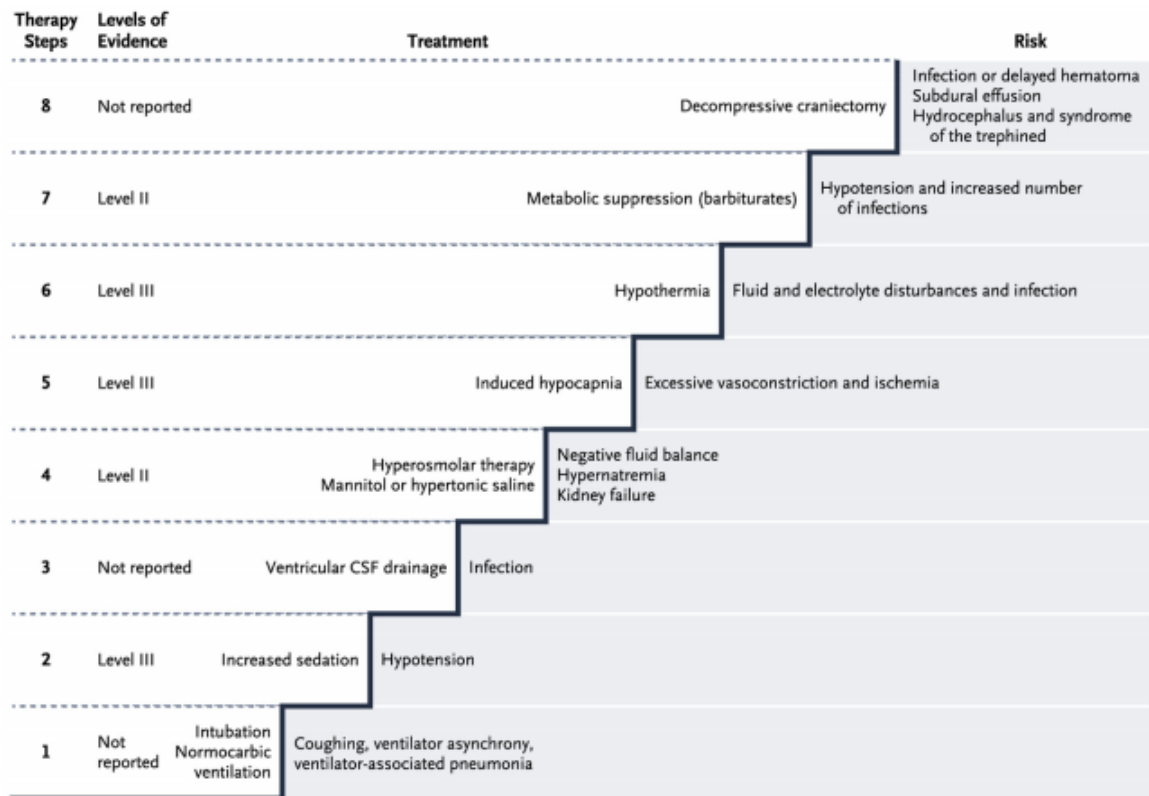 Therapy Steps Levels of Evidence Treatment Risk
8 Not reported Decompressive craniectomy Infection or delayed hematoma
Subdural effusion
Hydrocephalus and syndrome
of the trephined
7 Level II Metabolic suppression (barbiturates) Hypotension and increased number
of infections
6 Level III Hypothermia Fluid and electrolyte disturbances and infection
5 Level III Induced hypocapnia Excessive vasoconstriction and ischemia
4 Level II Hyperosmolar therapy
Mannitol or hypertonic saline
Negative fluid balance
Hypernatremia
Kidney failure
3 Not reported Ventricular CSF drainage Infection
2 Level III Increased sedation Hypotension
1 Not reported
Intubation
Normocarbic
ventilation
Coughing, ventilator asynchrony,
ventilator-associated pneumonia